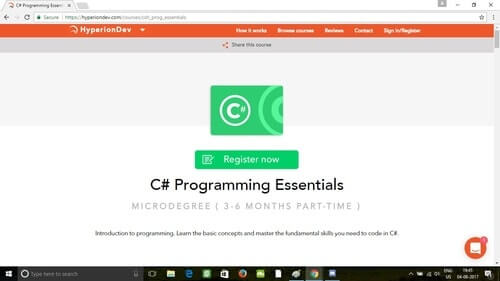 C# Programming Essenti
Secure
https://hyperiondev.com/courses/cdt_prog_essentials
HyperionDev
How it works
Browse courses
Reviews
Contact
Sign in/Register
Share this course
C#
Register now
C# Programming Essentials
MICRODEGREE ( 3-6 MONTHS PART-TIME )
Introduction to programming. Learn the basic concepts and master the fundamental skills you need to code in C#.
Type here to search
ENG
19:45
04-08-2017